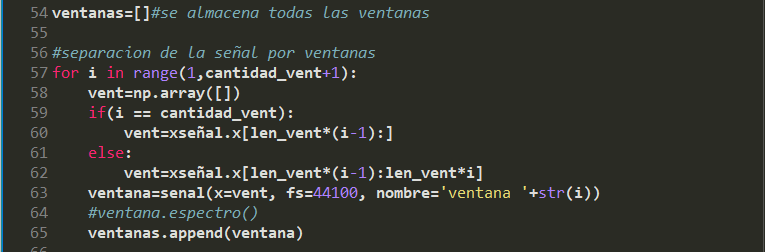 54 ventanas=[]#se almacena todas las ventanas
55
56 #separacion de la señal por ventanas
57 for i in range(1,cantidad_vent+1):
58     vent=np.array([])
59     if(i == cantidad_vent):
60         vent=xseñal.x[len_vent*(i-1):]
61     else:
62         vent=xseñal.x[len_vent*(i-1):len_vent*i]
63     ventana=senal(x=vent, fs=44100, nombre='ventana '+str(i))
64     #ventana.espectro()
65     ventanas.append(ventana)